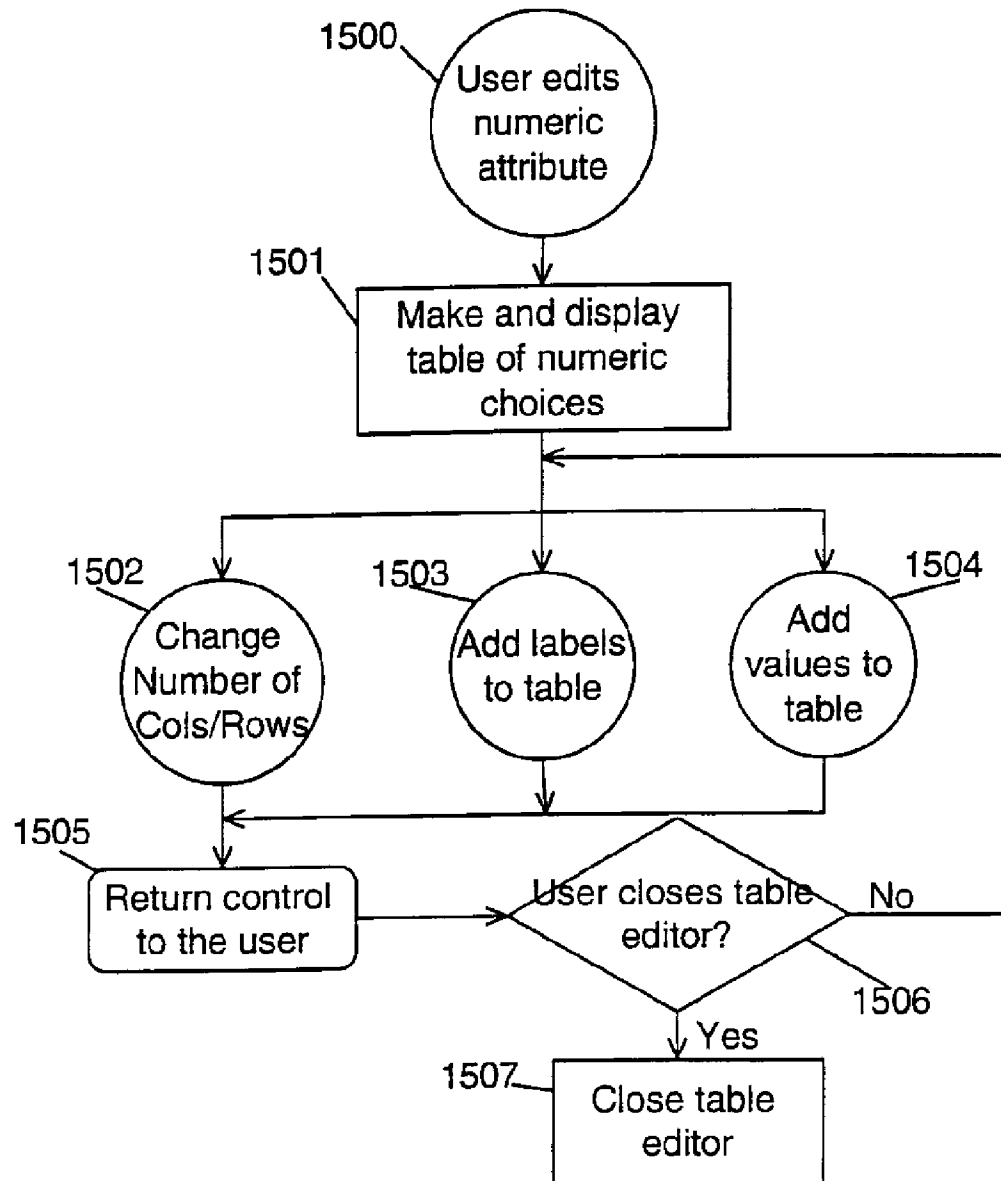 1500
User edits
numeric
attribute
1501
Make and display
table of numeric
choices
1502
Change
Number of
Cols/Rows
1503
Add labels
to table
1504
Add
values to
table
1505
Return control
to the user
User closes table
editor?
No
1506
Yes
1507
Close table
editor